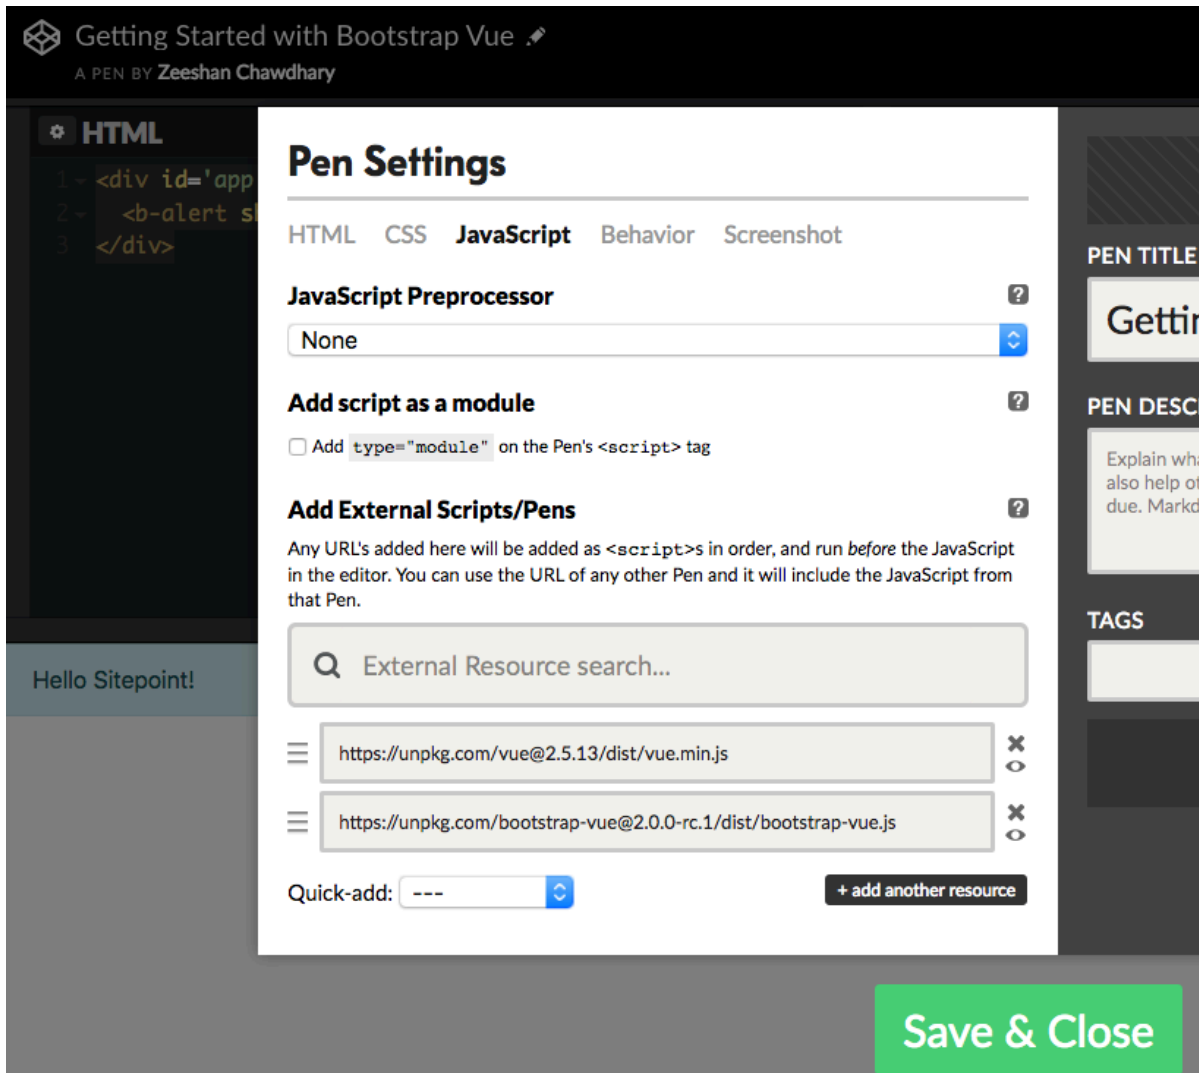 Getting Started with Bootstrap Vue
A PEN BY Zeeshan Chawdhary
HTML
1 <div id='app
2 <b-alert
3 </div>
Hello Sitepoint!
Pen Settings
HTML CSS JavaScript Behavior Screenshot
JavaScript Preprocessor ?
None
Add script as a module ?
Add type="module" on the Pen's <script> tag
Add External Scripts/Pens ?
Any URL's added here will be added as <script>s in order, and run before the JavaScript
in the editor. You can use the URL of any other Pen and it will include the JavaScript from
that Pen.
External Resource search...
https://unpkg.com/vue@2.5.13/dist/vue.min.js
https://unpkg.com/bootstrap-vue@2.0.0-rc.1/dist/bootstrap-vue.js
Quick-add: ---
+ add another resource
PEN TITLE
PEN
Explain
also help
due.
TAGS
Save & Close